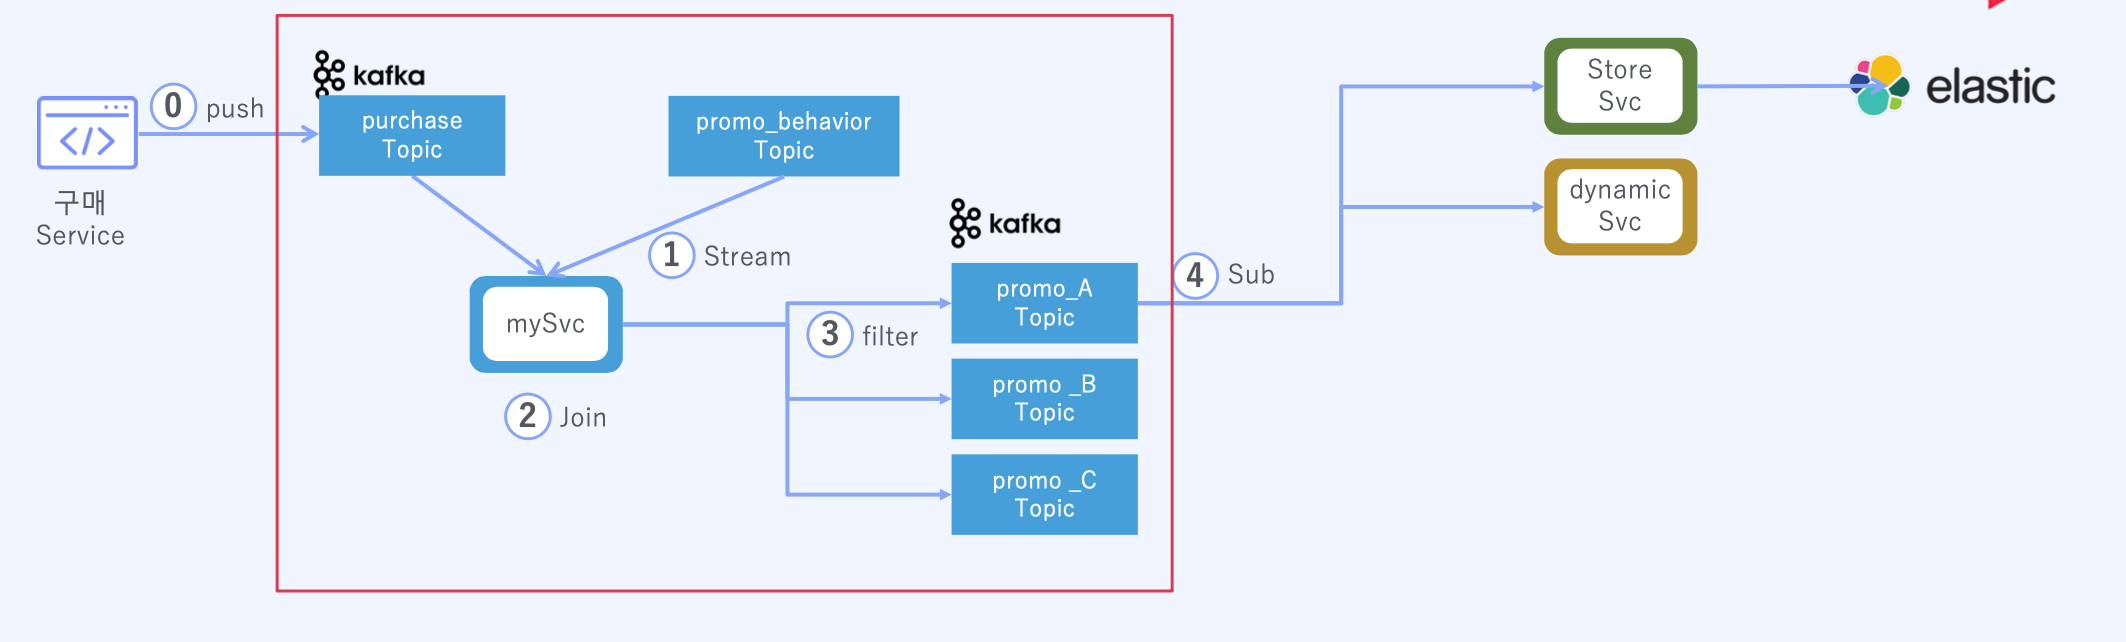 0 push
구매
Service
kafka
purchase
Topic
promo_behavior
Topic
1 Stream
mySvc
2 Join
3 filter
kafka
promo_A
Topic
promo _B
Topic
promo _C
Topic
4 Sub
Store
Svc
dynamic
Svc
elastic